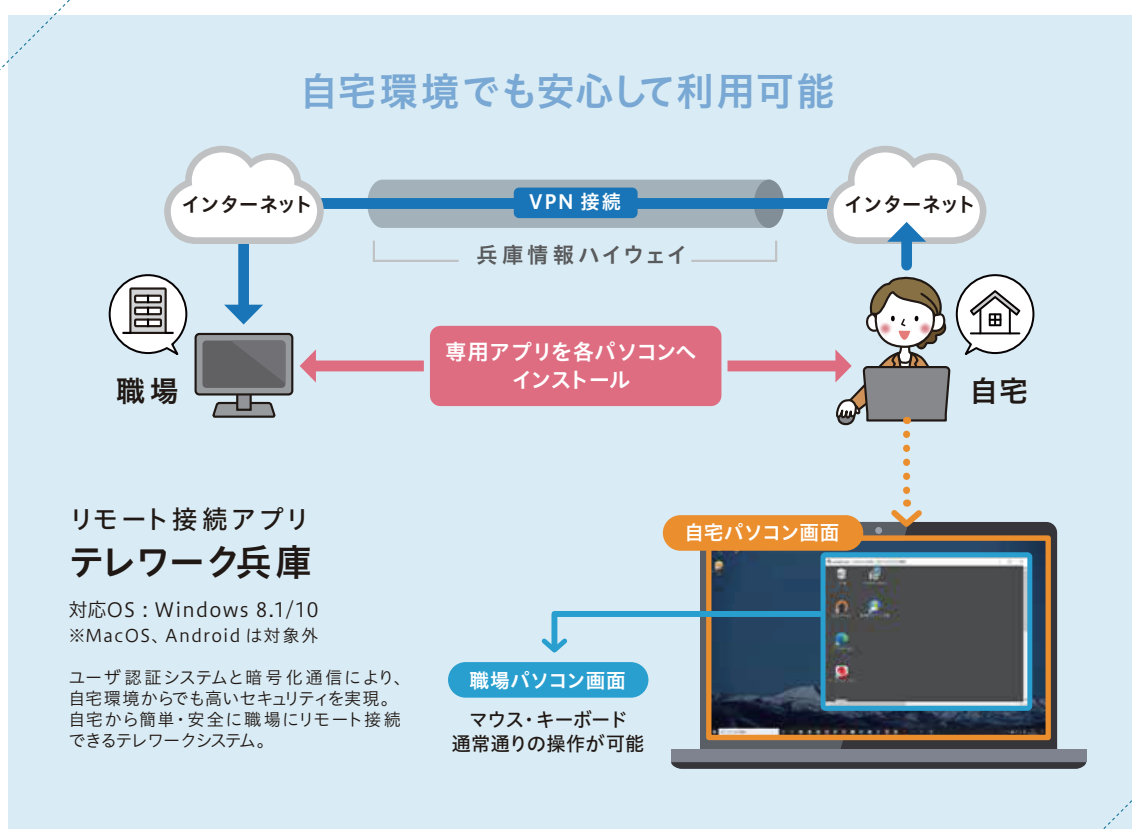 自宅環境でも安心して利用可能
インターネット
VPN 接続
インターネット
兵庫情報ハイウェイ
専用アプリを各パソコンへ
インストール
職場
自宅
リモート接続アプリ
テレワーク兵庫
対応OS : Windows 8.1/10
※MacOS、Android は対象外
ユーザ認証システムと暗号化通信により、
自宅環境からでも高いセキュリティを実現。
自宅から簡単・安全に職場にリモート接続
できるテレワークシステム。
自宅パソコン画面
職場パソコン画面
マウス・キーボード
通常通りの操作が可能